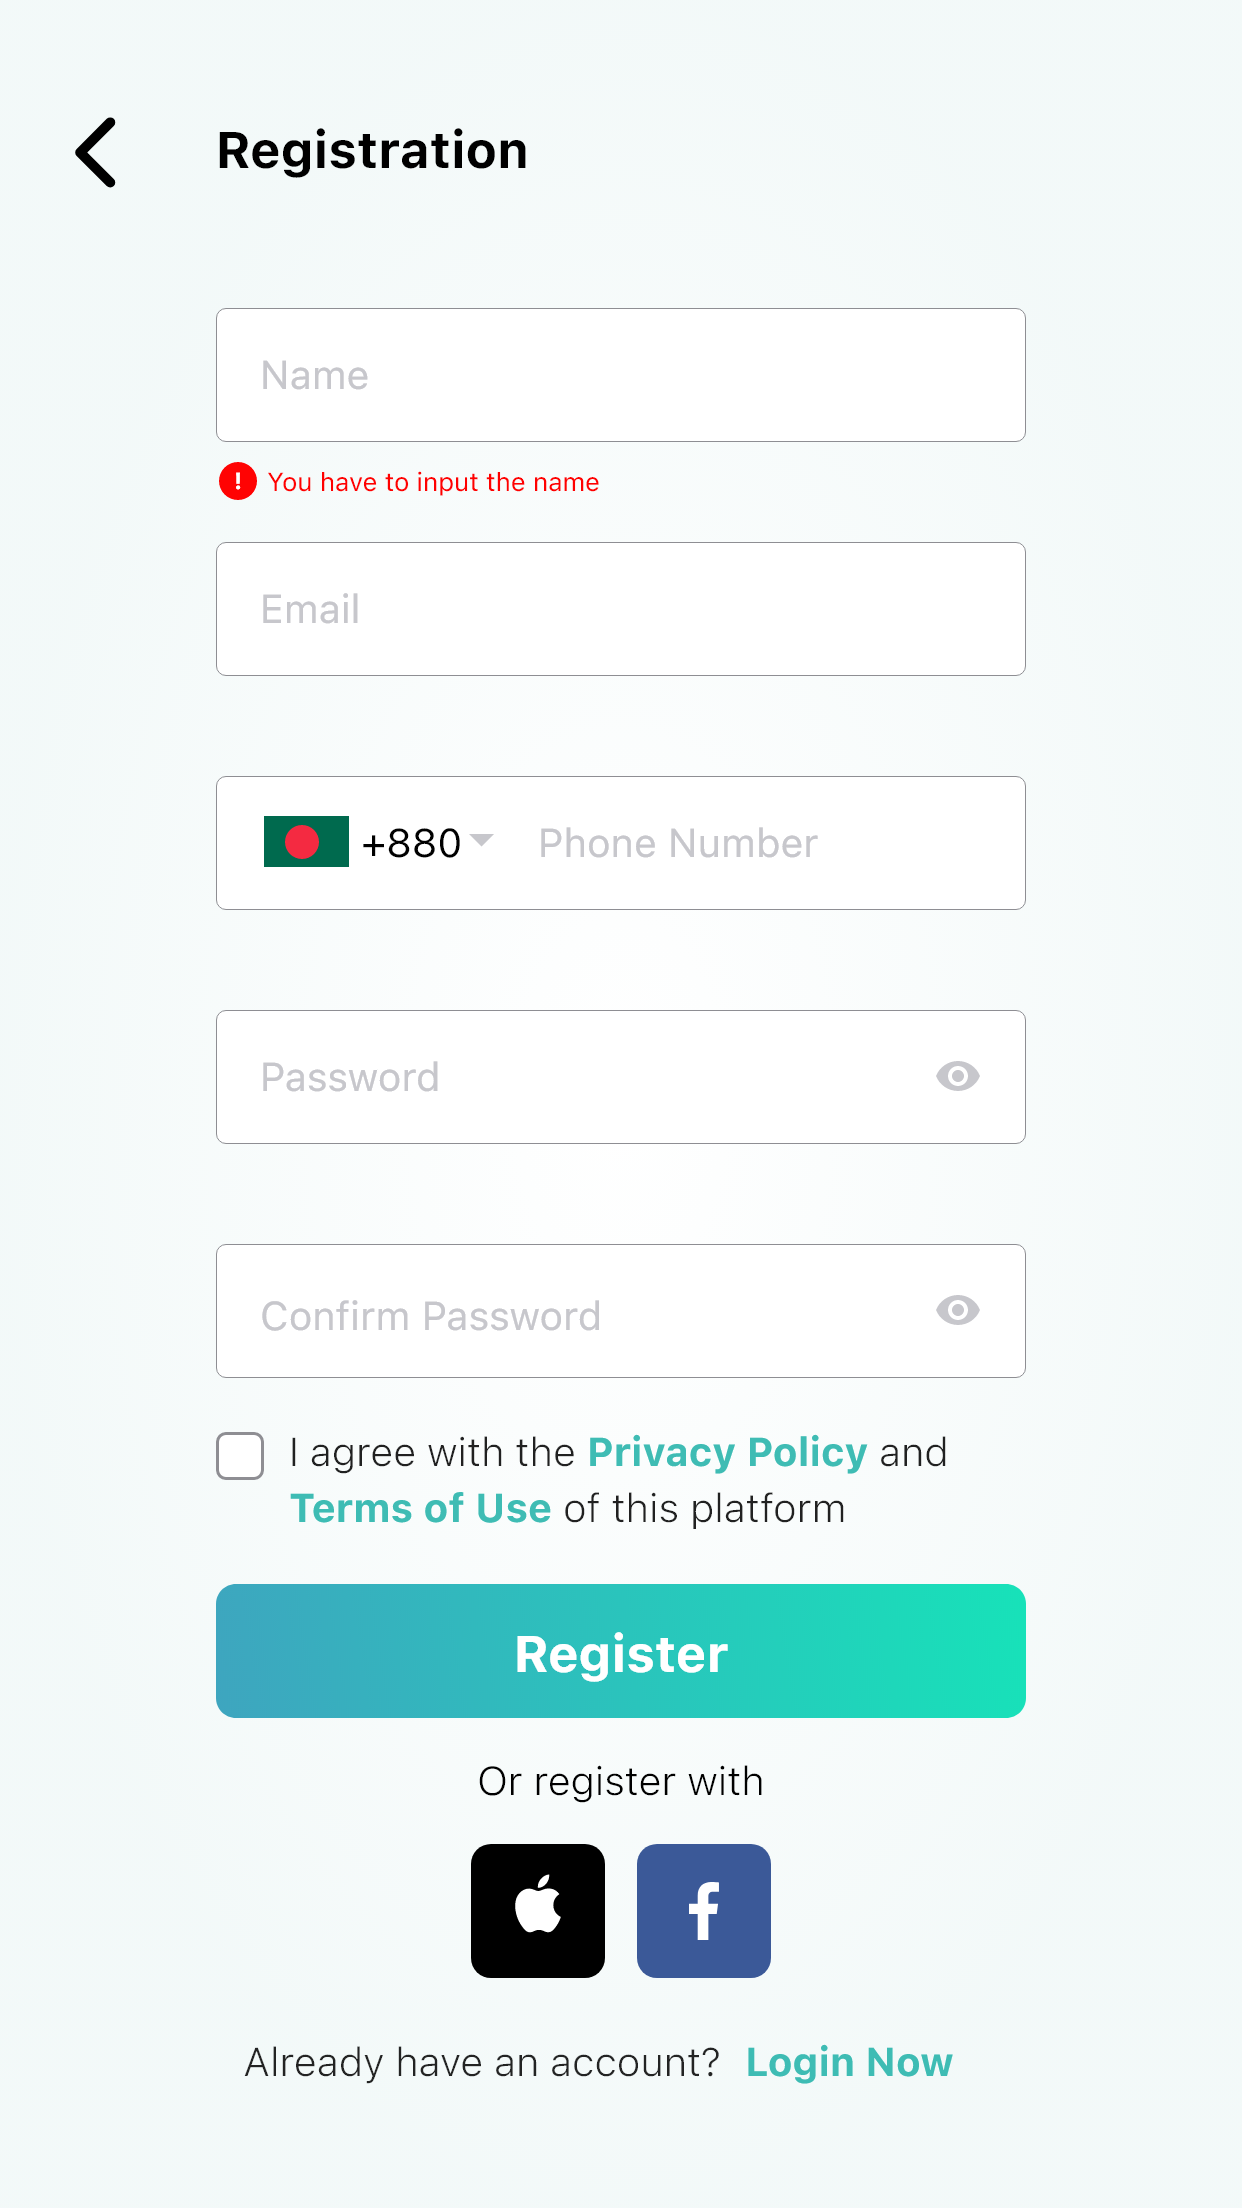 Registration
Name
! You have to input the name
Email
+880 Phone Number
Password
Confirm Password
I agree with the Privacy Policy and
Terms of Use of this platform
Register
Or register with
f
Already have an account? Login Now